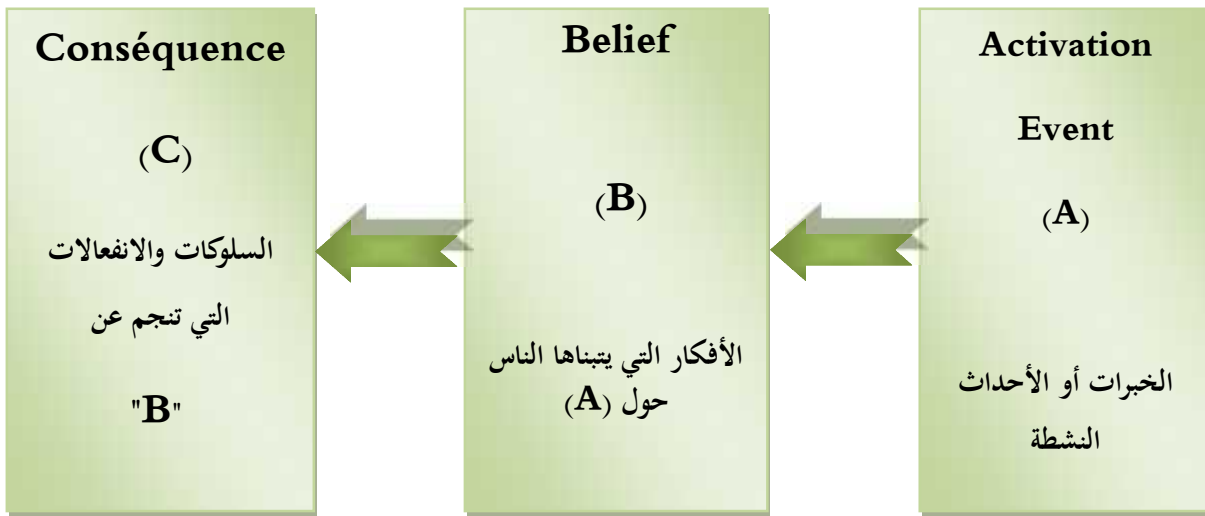 Activation
Event
(A)
الخبرات أو الأحداث
النشطة
Belief
(B)
الأفكار التي يتبناها الناس
حول (A)
Conséquence
(C)
السلوكات والانفعالات
التي تنجم عن
"B"